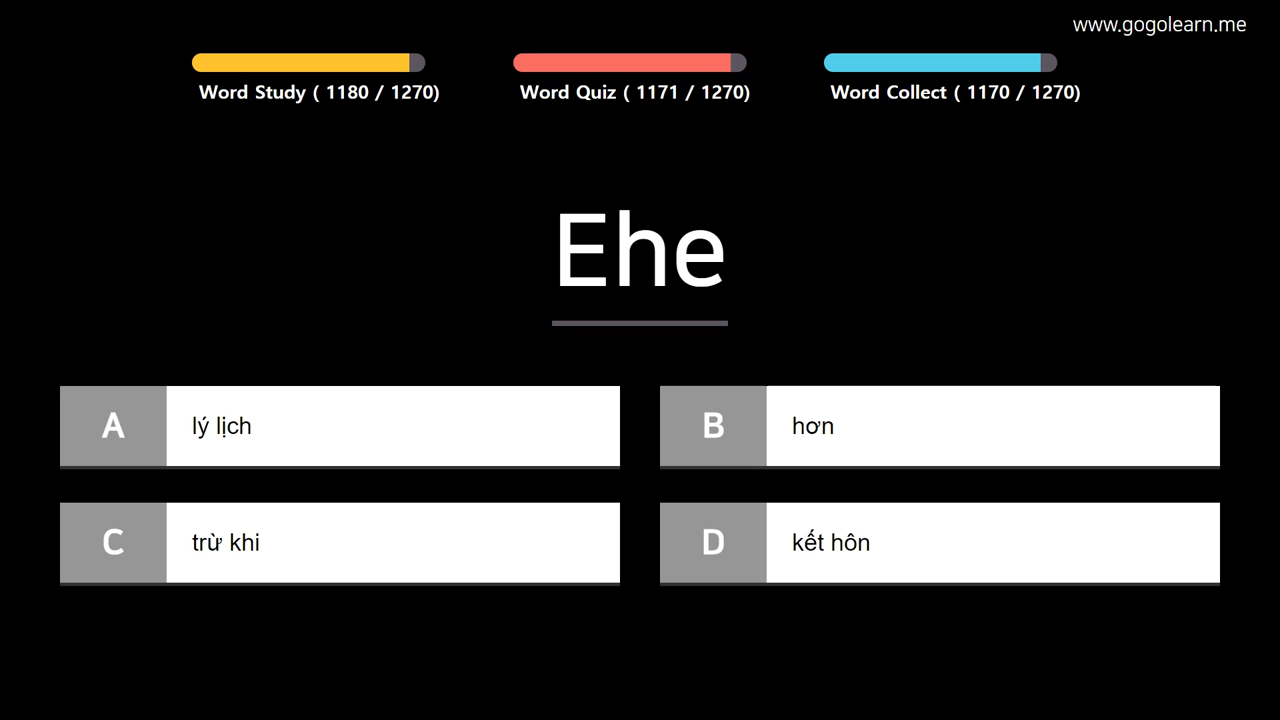 www.gogolearn.me
Word Study ( 1180 / 1270)
Word Quiz ( 1171 / 1270)
Word Collect ( 1170 / 1270)
Ehe
A lý lịch
B hơn
C trừ khi
D kết hôn